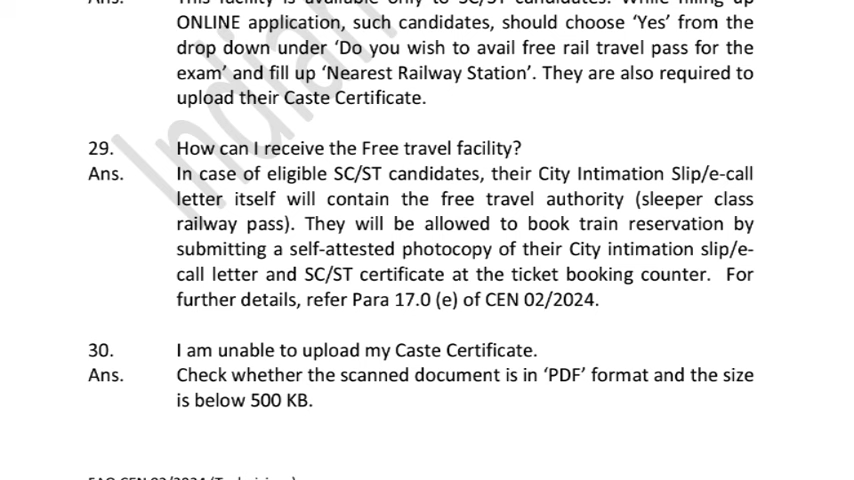 Ans. This facility is available only to SC/ST candidates. While filling up
ONLINE application, such candidates, should choose ‘Yes’ from the
drop down under ‘Do you wish to avail free rail travel pass for the
exam’ and fill up ‘Nearest Railway Station’. They are also required to
upload their Caste Certificate.
29. How can I receive the Free travel facility?
Ans. In case of eligible SC/ST candidates, their City Intimation Slip/e-call
letter itself will contain the free travel authority (sleeper class
railway pass). They will be allowed to book train reservation by
submitting a self-attested photocopy of their City intimation slip/e-
call letter and SC/ST certificate at the ticket booking counter. For
further details, refer Para 17.0 (e) of CEN 02/2024.
30. I am unable to upload my Caste Certificate.
Ans. Check whether the scanned document is in ‘PDF’ format and the size
is below 500 KB.
FAQ CEN 02/2024 (Technicians)
Indian